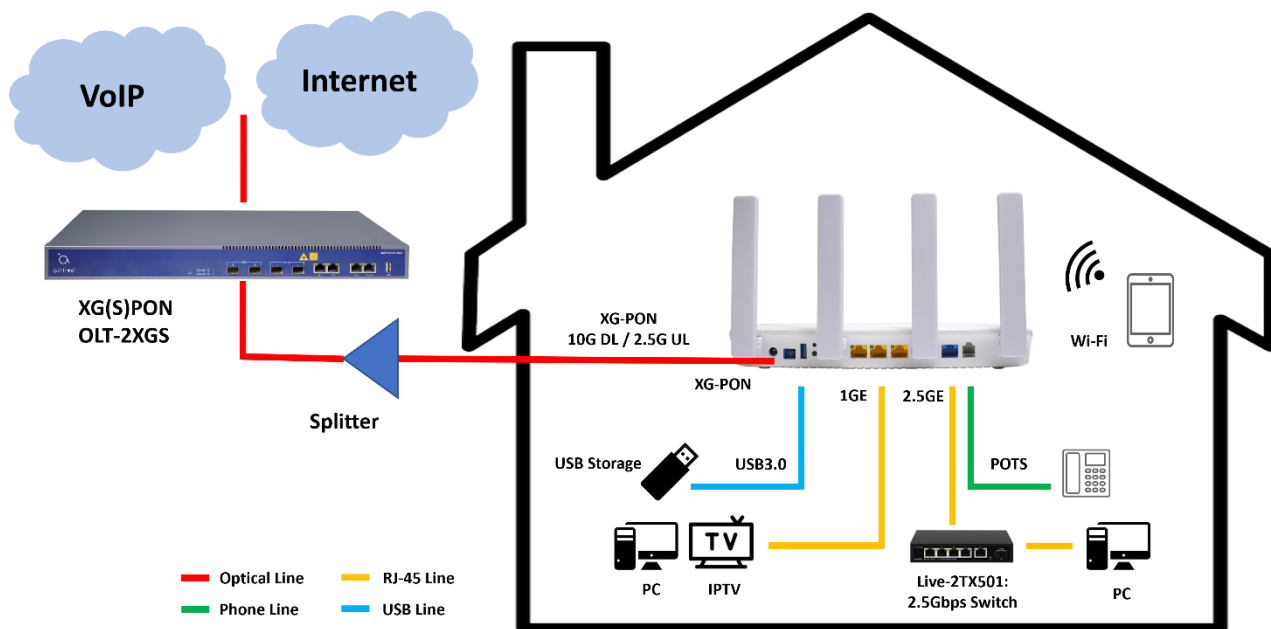 VoIP
Internet
airlive
XG(S)PON
OLT-2XGS
Splitter
XG-PON
10G DL / 2.5G UL
XG-PON
1GE
2.5GE
Wi-Fi
USB Storage
USB3.0
POTS
TV
PC
IPTV
Live-2TX501:
2.5Gbps Switch
PC
Optical Line
RJ-45 Line
Phone Line
USB Line